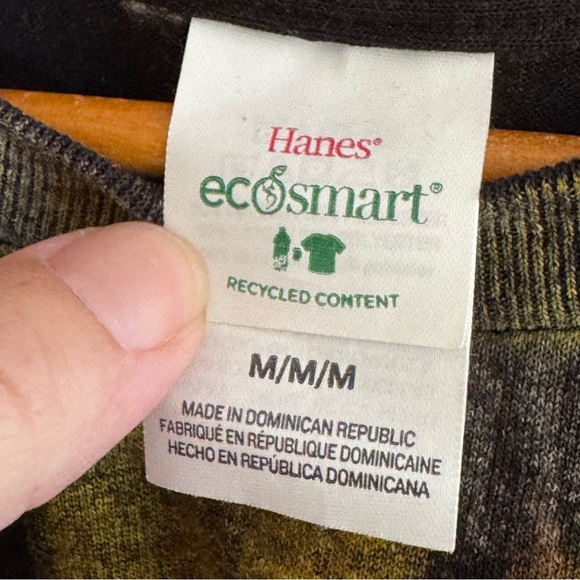 Hanes®
ecosmart®
RECYCLED CONTENT
M/M/M
MADE IN DOMINICAN REPUBLIC
FABRIQUÉ EN RÉPUBLIQUE DOMINICAINE
HECHO EN REPÚBLICA DOMINICANA